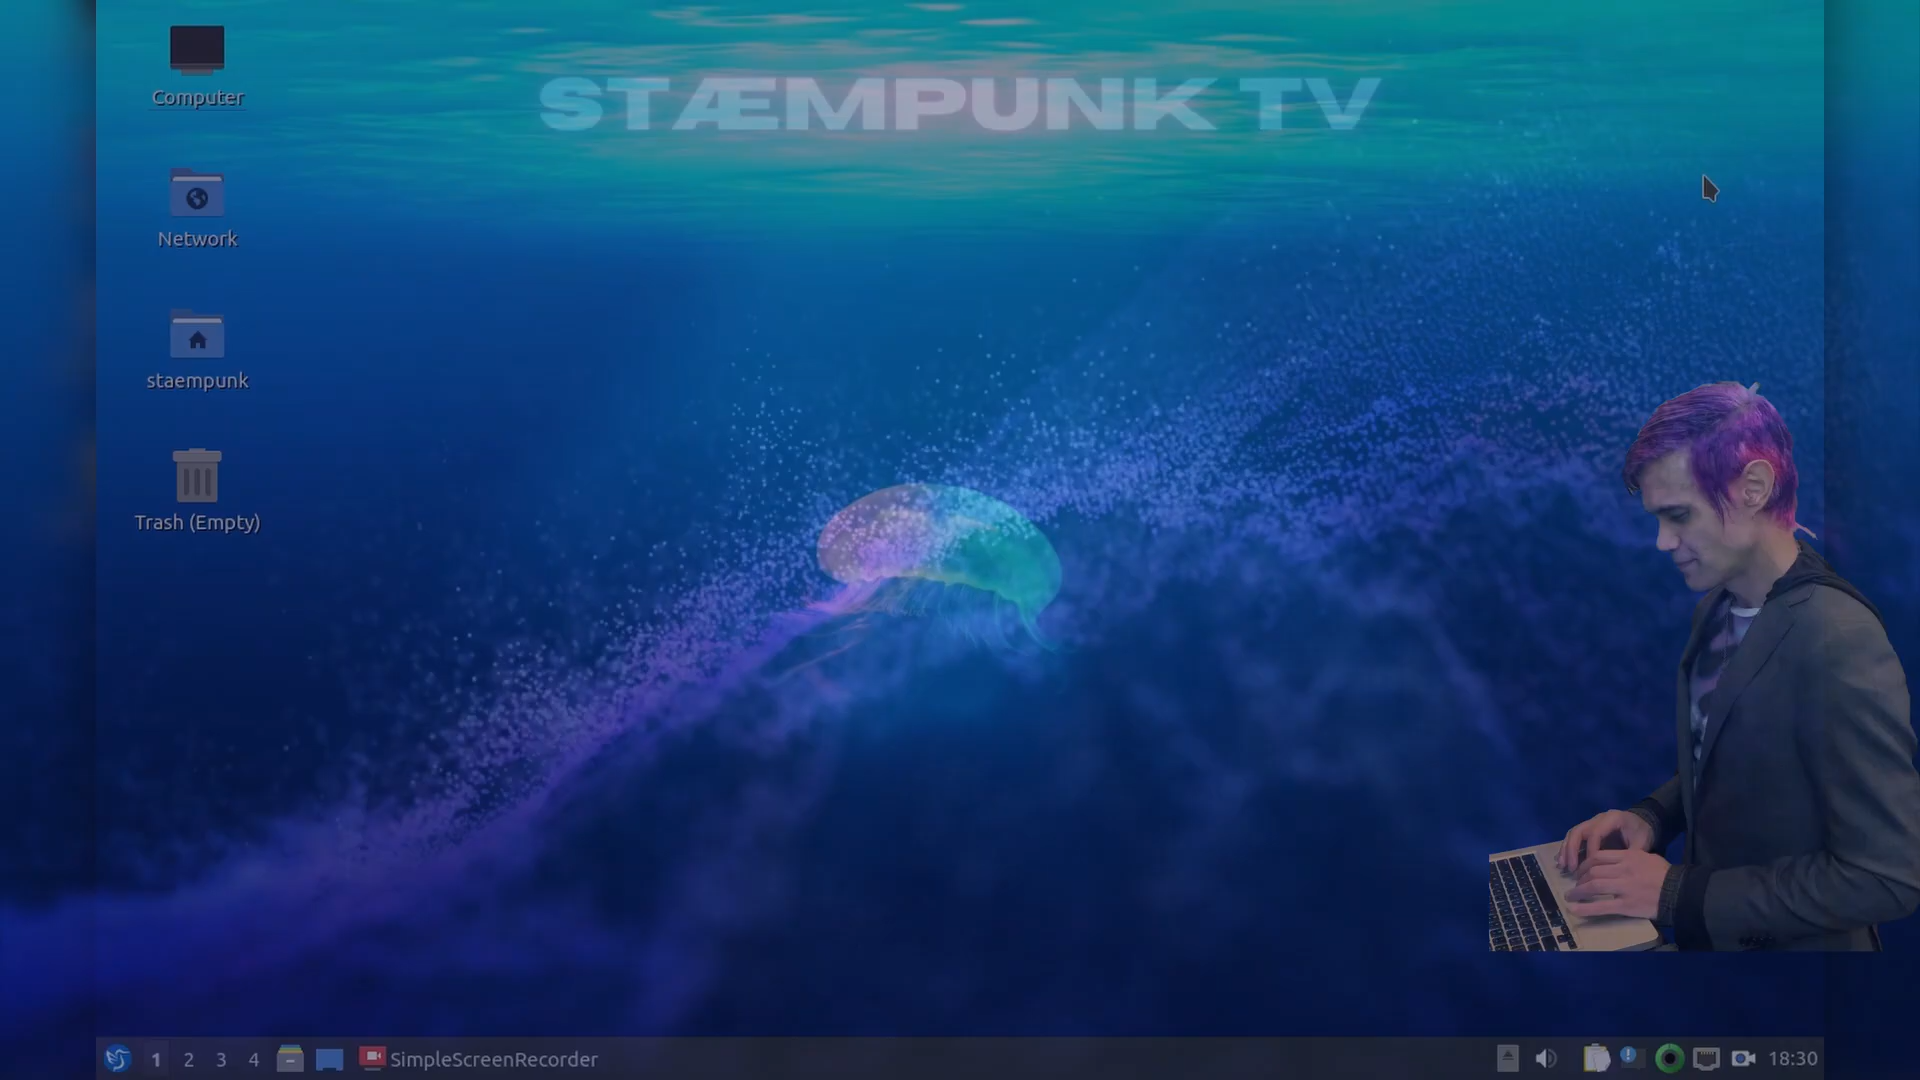 STÆMPUNK TV
Computer
Network
staempunk
Trash (Empty)
1 2 3 4 SimpleScreenRecorder 18:30